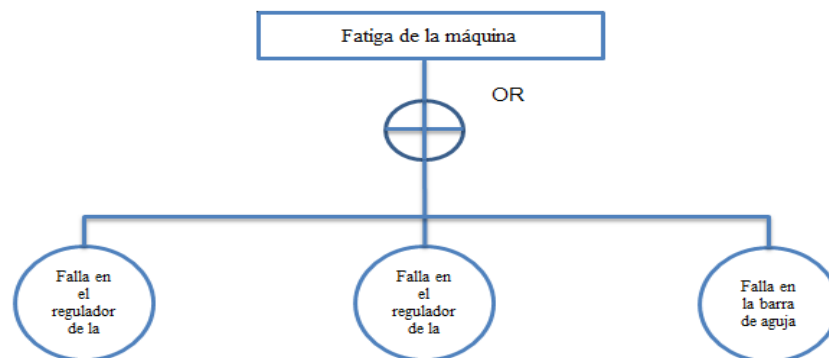 Fatiga de la máquina
OR
Falla en
el
regulador
de la
Falla en
el
regulador
de la
Falla en
la barra
de aguja